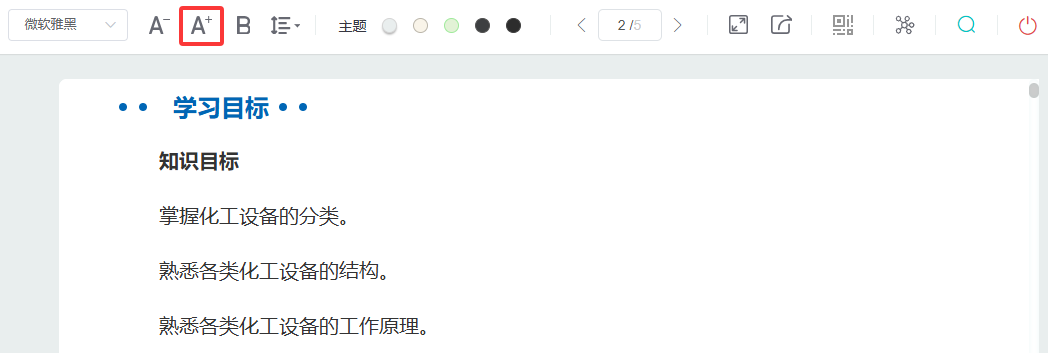 微软雅黑 A⁻ A⁺ B 主题 2 /5
学习目标
知识目标
掌握化工设备的分类。
熟悉各类化工设备的结构。
熟悉各类化工设备的工作原理。